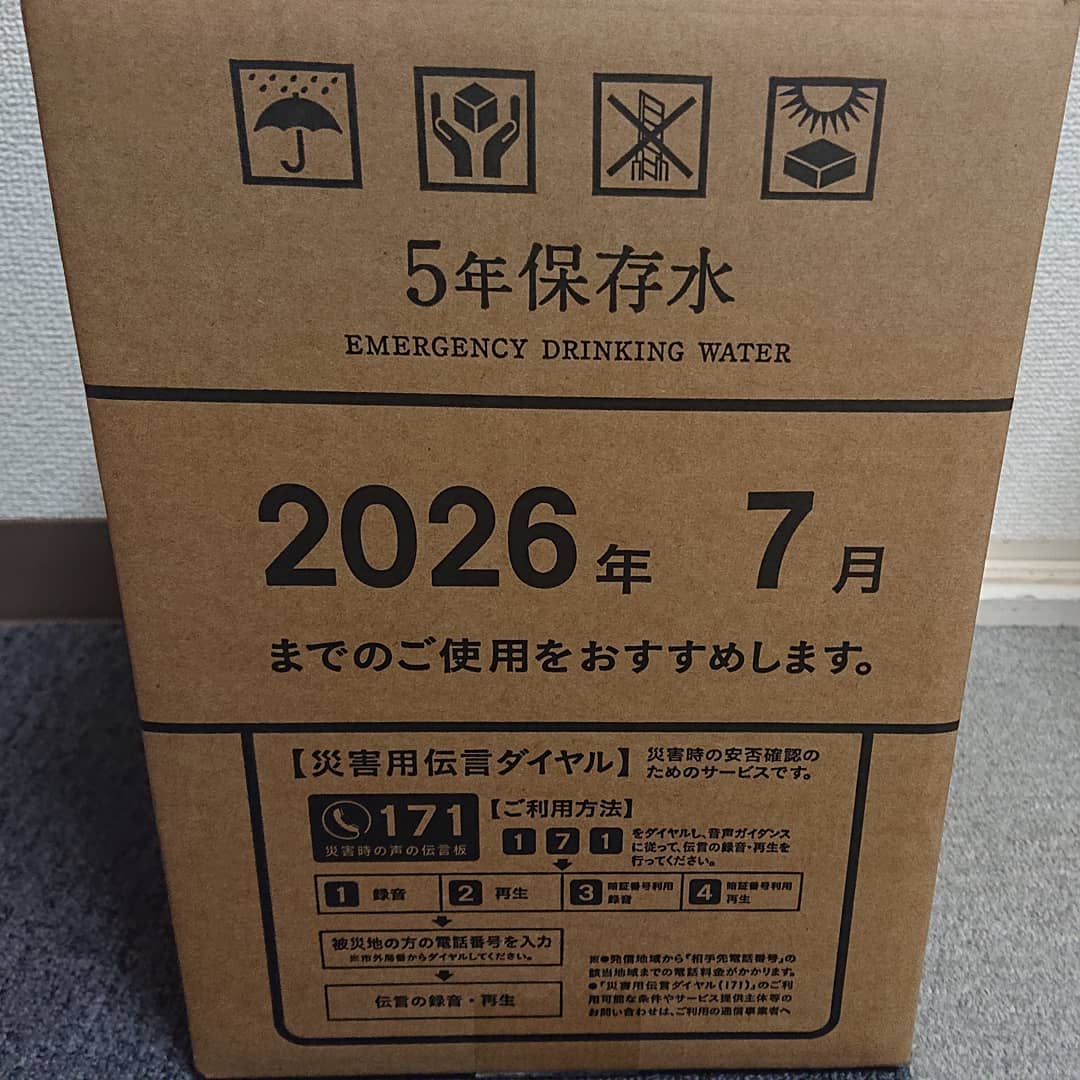 5年保存水
EMERGENCY DRINKING WATER
2026年 7月
までのご使用をおすすめします。
【災害用伝言ダイヤル】
災害時の安否確認の
ためのサービスです。
171
災害時の声の伝言板
【ご利用方法】
171
をダイヤルし、音声ガイダンス
に従って、伝言の録音・再生を
行ってください。
1 録音
2 再生
3 暗証番号利用
録音
4 暗証番号利用
再生
被災地の方の電話番号を入力
※市外局番からダイヤルしてください。
伝言の録音・再生
※●発信地域から『相手先電話番号』の
該当地域までの電話料金がかかります。
●「災害用伝言ダイヤル(171)」のご利
用可能な条件やサービス提供主体等の
お問い合わせは、ご利用の通信事業者へ